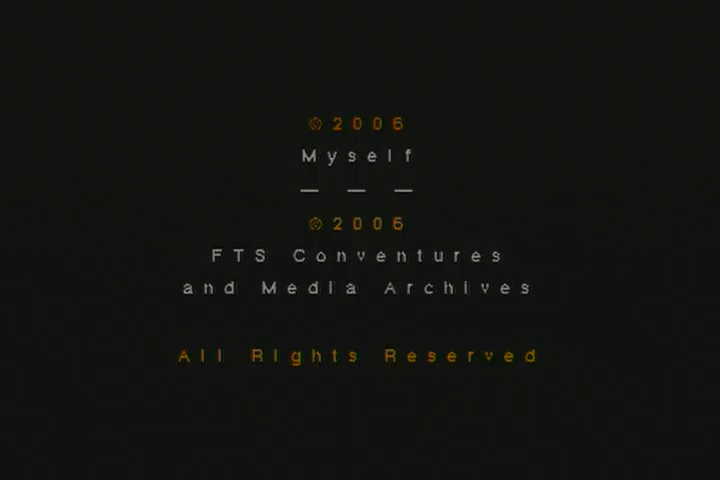 ©2006
Myself
— — —
©2006
FTS Conventures
and Media Archives
All Rights Reserved